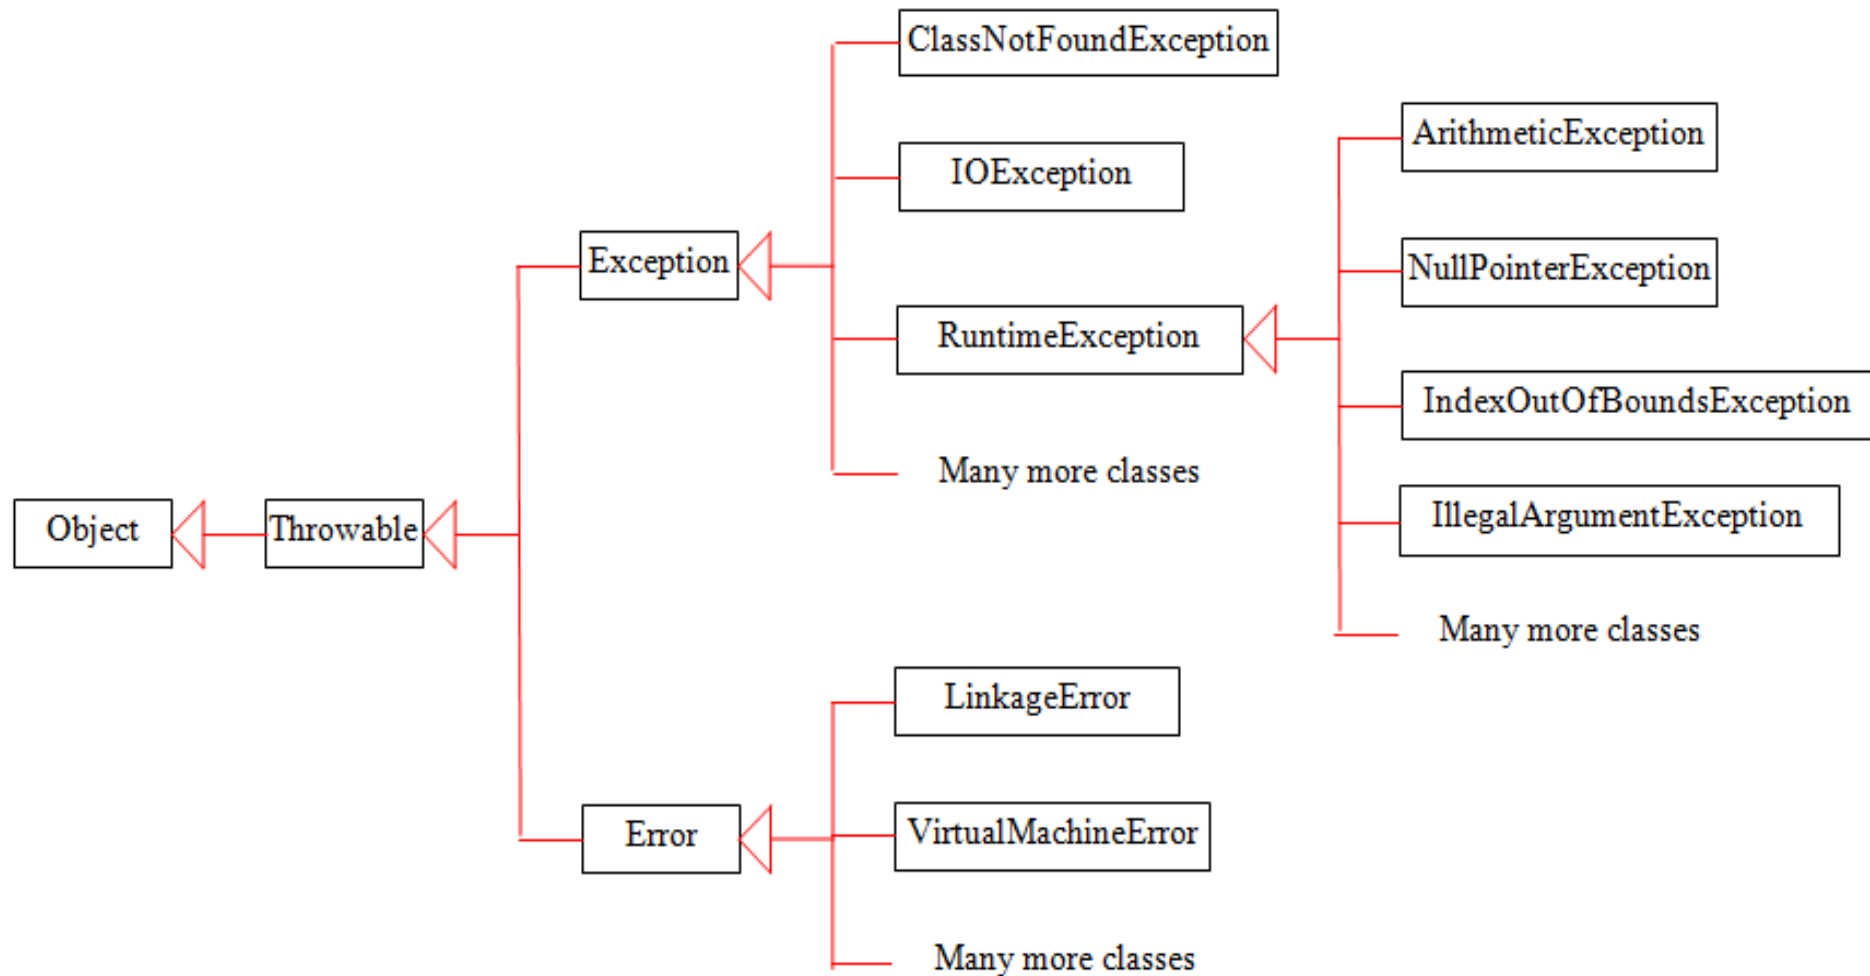 ClassNotFoundException
ArithmeticException
IOException
Exception
NullPointerException
RuntimeException
IndexOutOfBoundsException
Many more classes
Object
Throwable
IllegalArgumentException
Many more classes
LinkageError
Error
VirtualMachineError
Many more classes